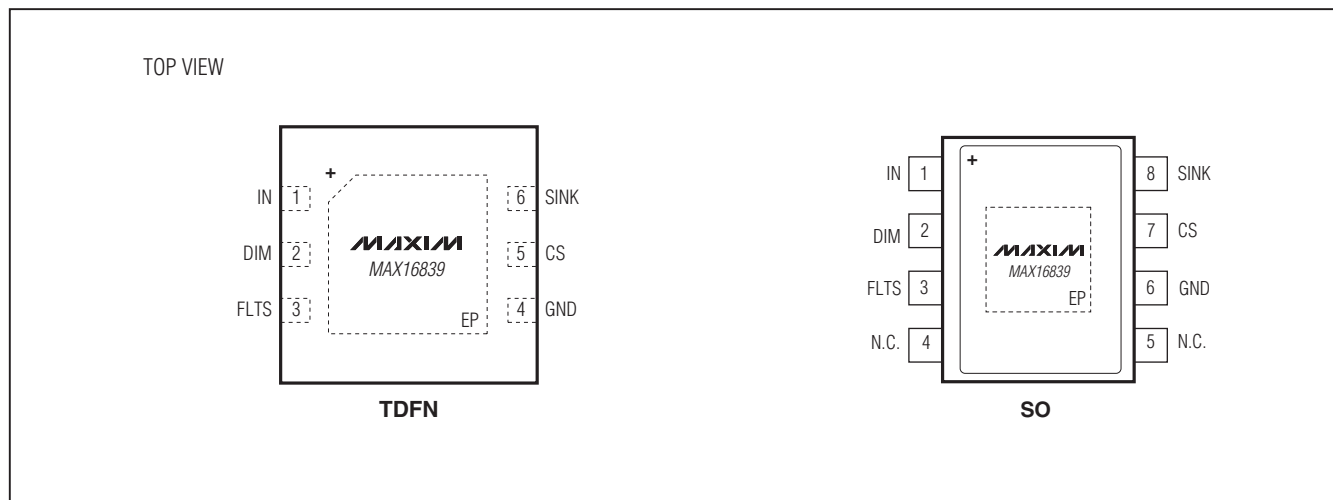 TOP VIEW
IN 1
DIM 2
FLTS 3
+
MAXIM
MAX16839
EP
6 SINK
5 CS
4 GND
TDFN
IN 1
DIM 2
FLTS 3
N.C. 4
+
MAXIM
MAX16839
EP
8 SINK
7 CS
6 GND
5 N.C.
SO